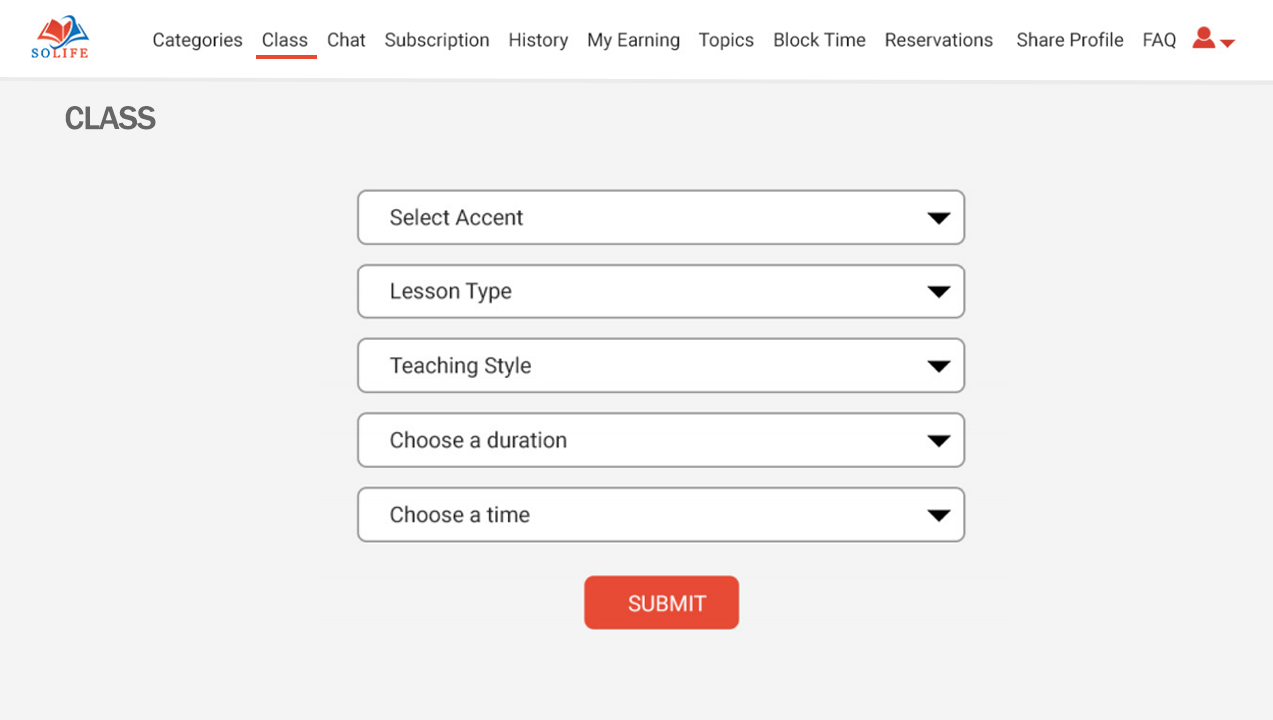 SOLIFE
Categories Class Chat Subscription History My Earning Topics Block Time Reservations Share Profile FAQ
CLASS
Select Accent
Lesson Type
Teaching Style
Choose a duration
Choose a time
SUBMIT